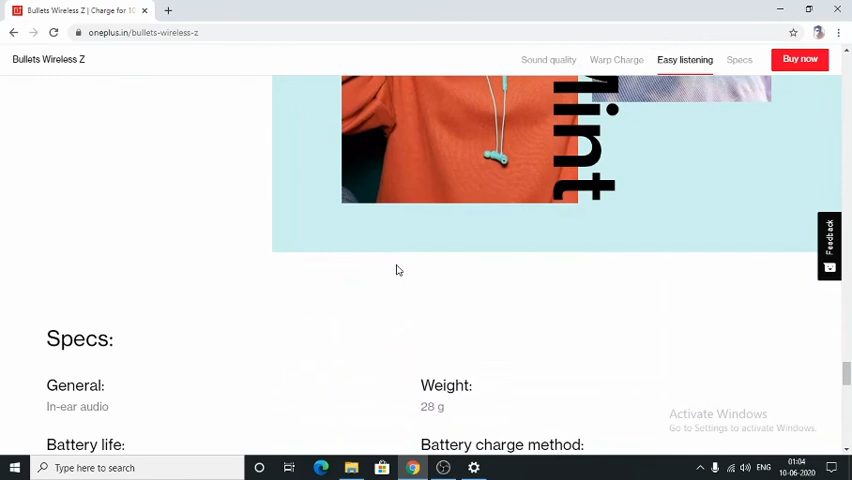 Bullets Wireless Z | Charge for 10
oneplus.in/bullets-wireless-z
Bullets Wireless Z
Sound quality
Warp Charge
Easy listening
Specs
Buy now
Feedback
Specs:
General:
In-ear audio
Weight:
28 g
Battery life:
Battery charge method:
Activate Windows
Go to Settings to activate Windows.
Type here to search
ENG
01:04
10-06-2020